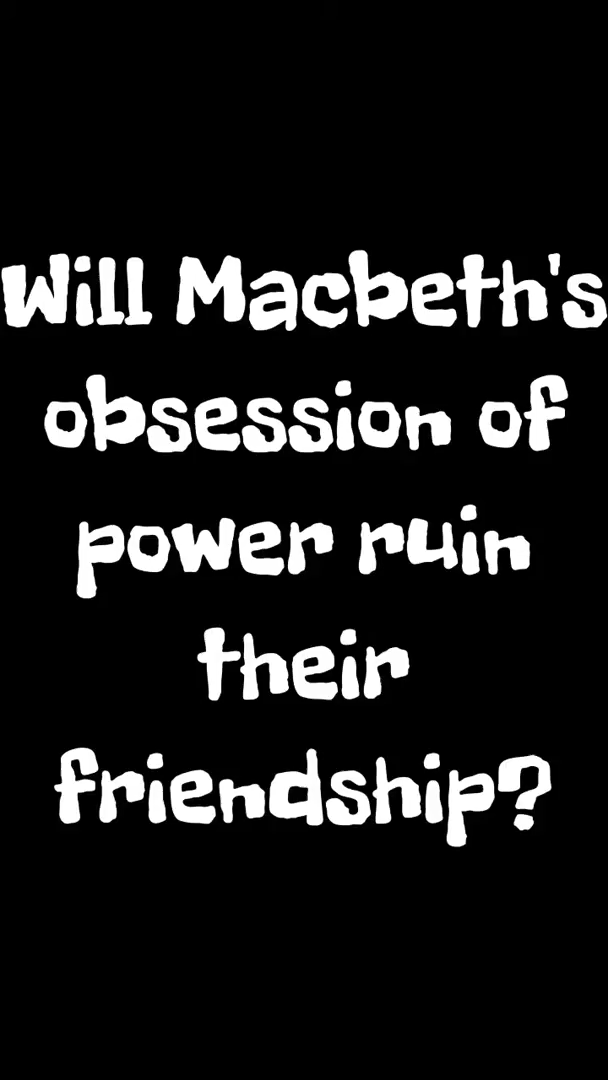 Will Macbeth's
obsession of
power ruin
their
friendship?